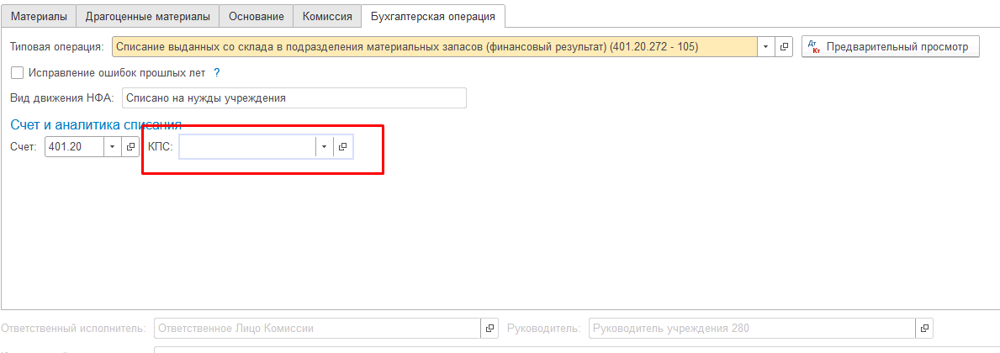 Материалы Драгоценные материалы Основание Комиссия Бухгалтерская операция
Типовая операция: Списание выданных со склада в подразделения материальных запасов (финансовый результат) (401.20.272 - 105) Дт Кт Предварительный просмотр
Исправление ошибок прошлых лет ?
Вид движения НФА: Списано на нужды учреждения
Счет и аналитика списания
Счет: 401.20 КПС:
Ответственный исполнитель: Ответственное Лицо Комиссии Руководитель: Руководитель учреждения 280